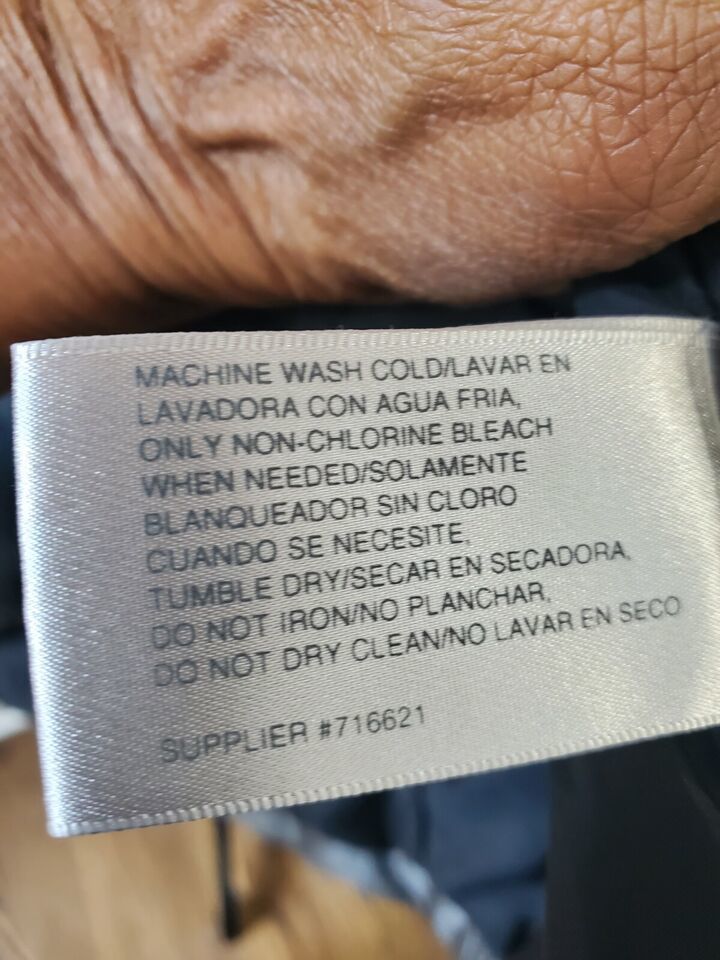 MACHINE WASH COLD/LAVAR EN
LAVADORA CON AGUA FRIA,
ONLY NON-CHLORINE BLEACH
WHEN NEEDED/SOLAMENTE
BLANQUEADOR SIN CLORO
CUANDO SE NECESITE,
TUMBLE DRY/SECAR EN SECADORA,
DO NOT IRON/NO PLANCHAR,
DO NOT DRY CLEAN/NO LAVAR EN SECO
SUPPLIER #716621